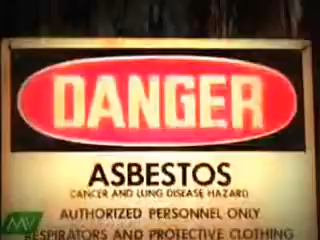 DANGER
ASBESTOS
CANCER AND LUNG DISEASE HAZARD
AUTHORIZED PERSONNEL ONLY
RESPIRATORS AND PROTECTIVE CLOTHING